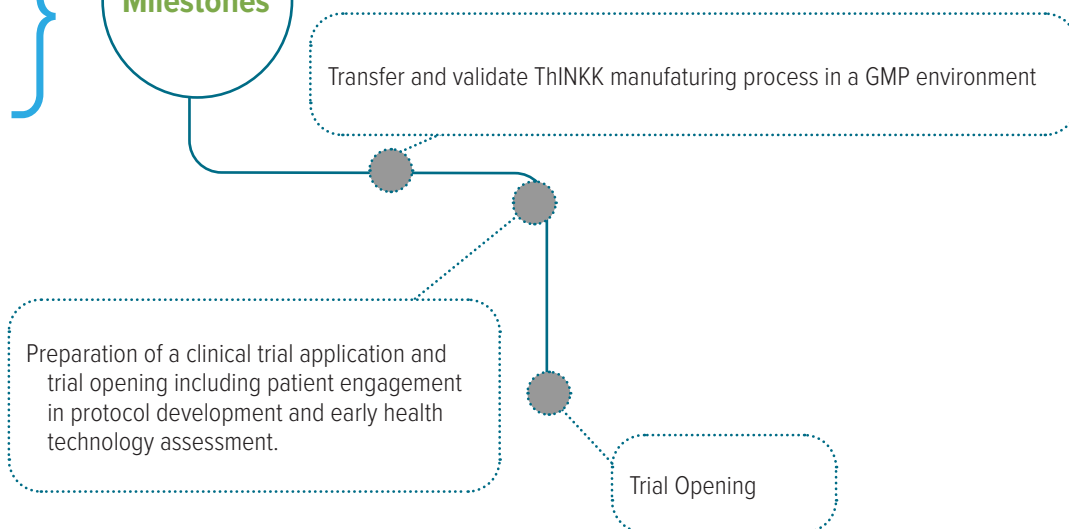 Milestones
Transfer and validate ThINKK manufaturing process in a GMP environment
Preparation of a clinical trial application and
trial opening including patient engagement
in protocol development and early health
technology assessment.
Trial Opening